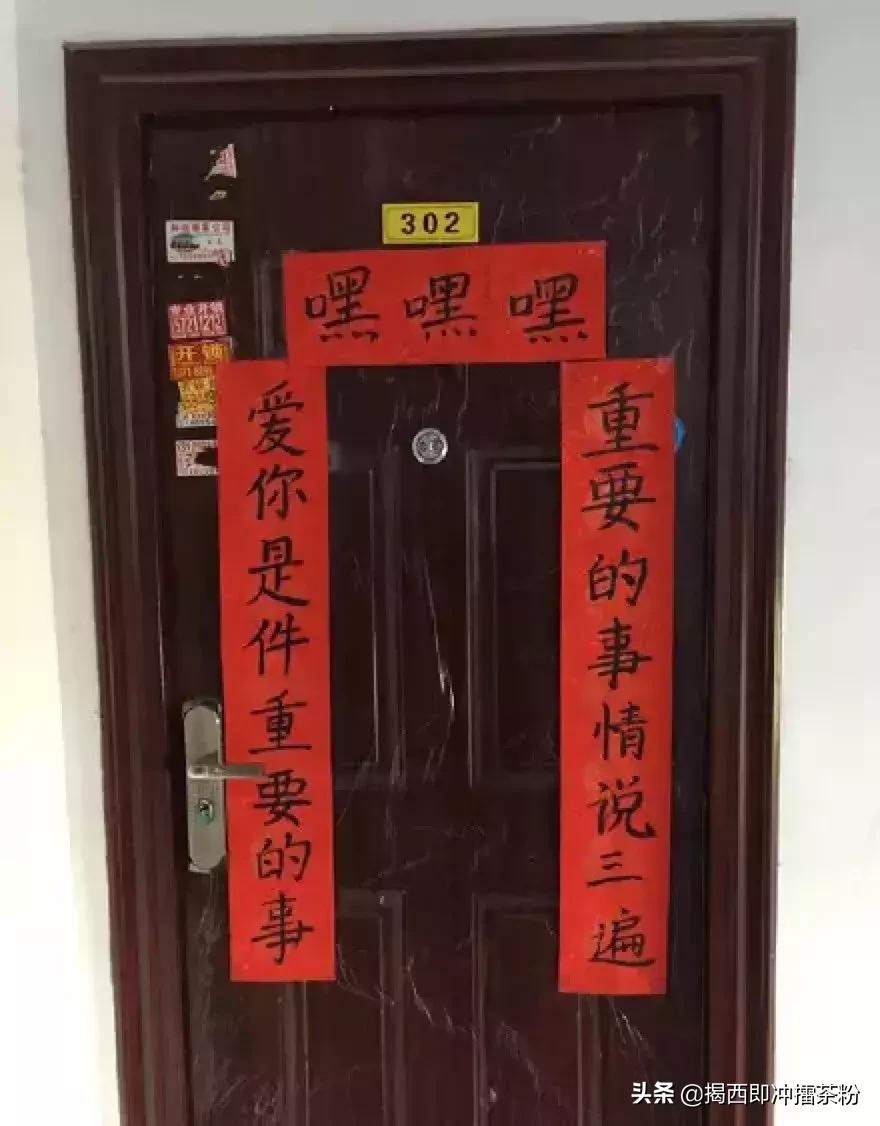 302
嘿嘿嘿
重要的事情说三遍
爱你是件重要的事
开锁
头条 @揭西即冲擂茶粉